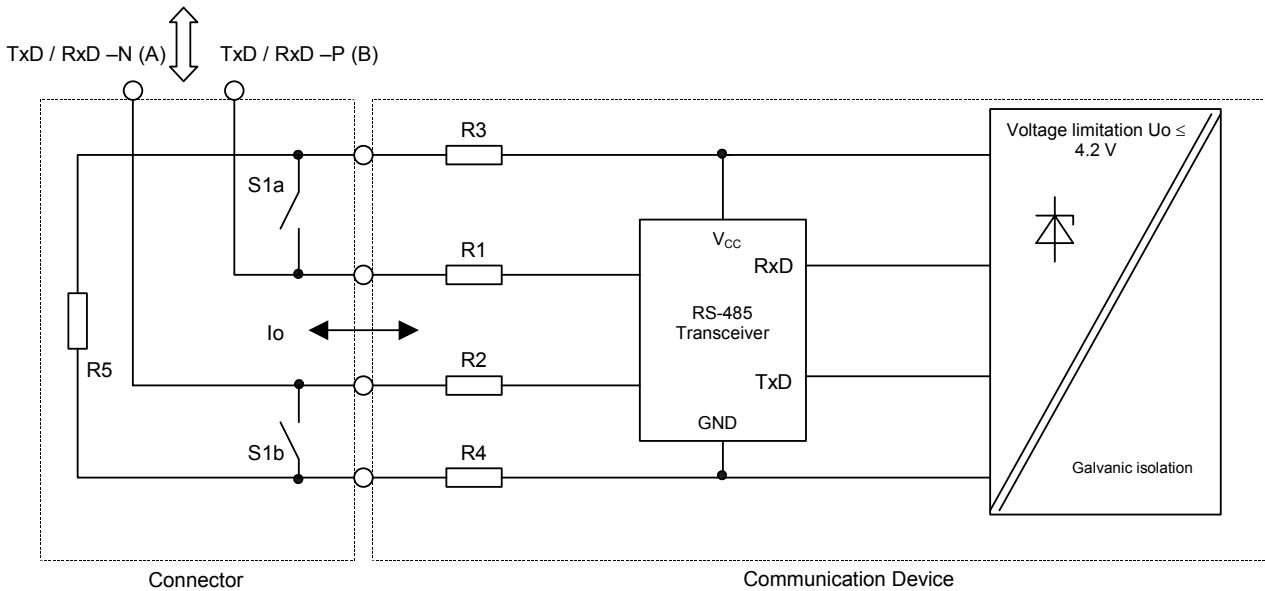 TxD / RxD –N (A)
TxD / RxD –P (B)
R3
Voltage limitation Uo ≤
4.2 V
S1a
VCC
R1
RxD
RS-485
Transceiver
Io
R5
R2
TxD
GND
S1b
R4
Galvanic isolation
Connector
Communication Device